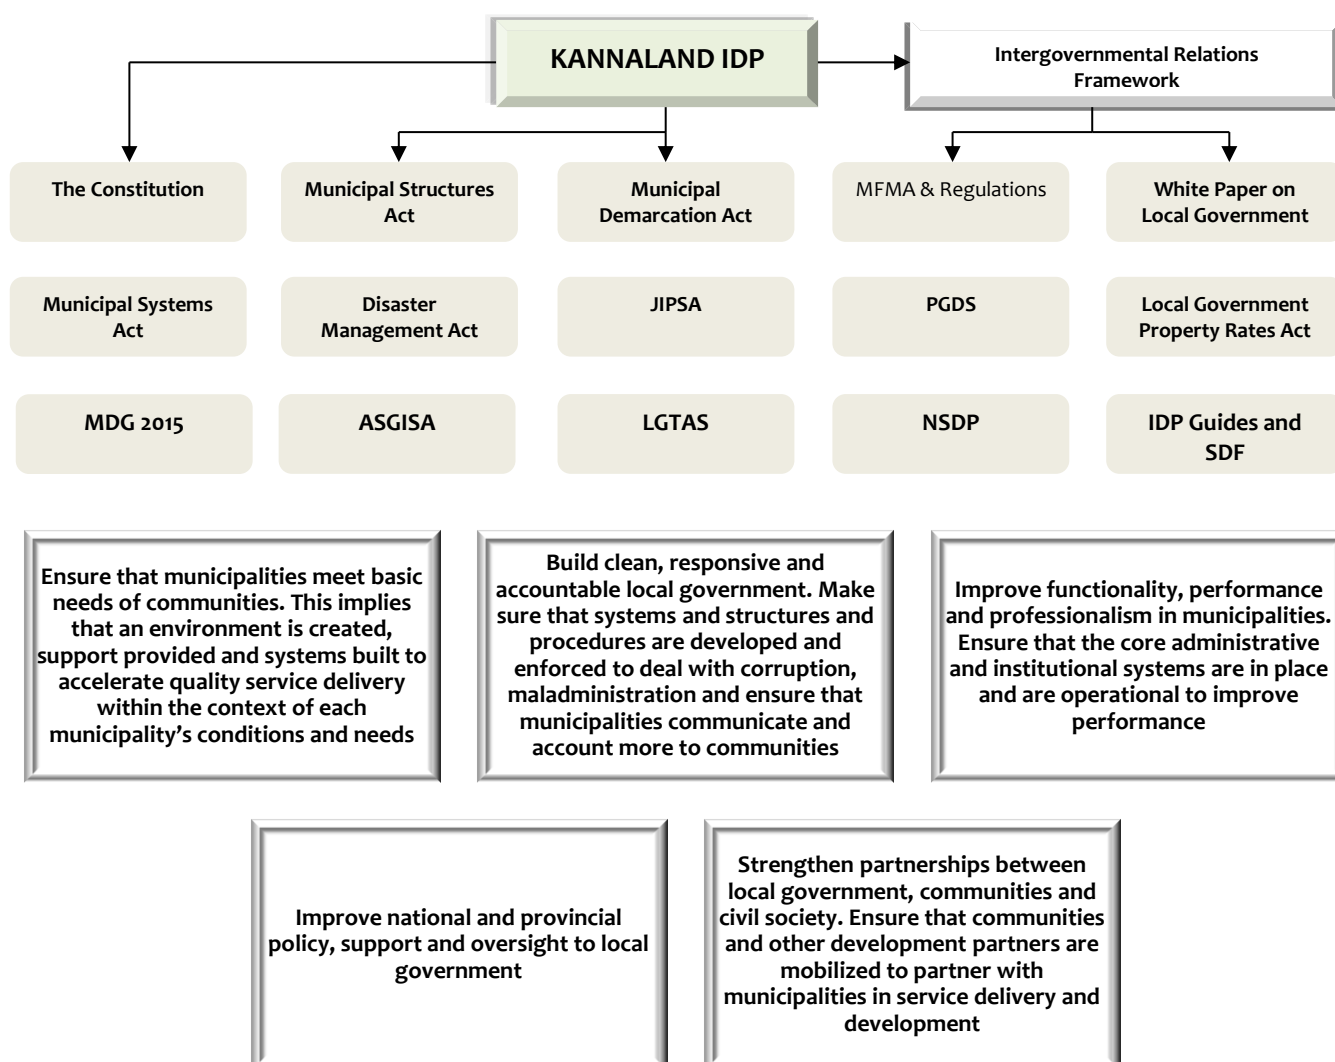 KANNALAND IDP
Intergovernmental Relations
Framework
The Constitution
Municipal Structures
Act
Municipal
Demarcation Act
MFMA & Regulations
White Paper on
Local Government
Municipal Systems
Act
Disaster
Management Act
JIPSA
PGDS
Local Government
Property Rates Act
MDG 2015
ASGISA
LGTAS
NSDP
IDP Guides and
SDF
Ensure that municipalities meet basic
needs of communities. This implies
that an environment is created,
support provided and systems built to
accelerate quality service delivery
within the context of each
municipality’s conditions and needs
Build clean, responsive and
accountable local government. Make
sure that systems and structures and
procedures are developed and
enforced to deal with corruption,
maladministration and ensure that
municipalities communicate and
account more to communities
Improve functionality, performance
and professionalism in municipalities.
Ensure that the core administrative
and institutional systems are in place
and are operational to improve
performance
Improve national and provincial
policy, support and oversight to local
government
Strengthen partnerships between
local government, communities and
civil society. Ensure that communities
and other development partners are
mobilized to partner with
municipalities in service delivery and
development